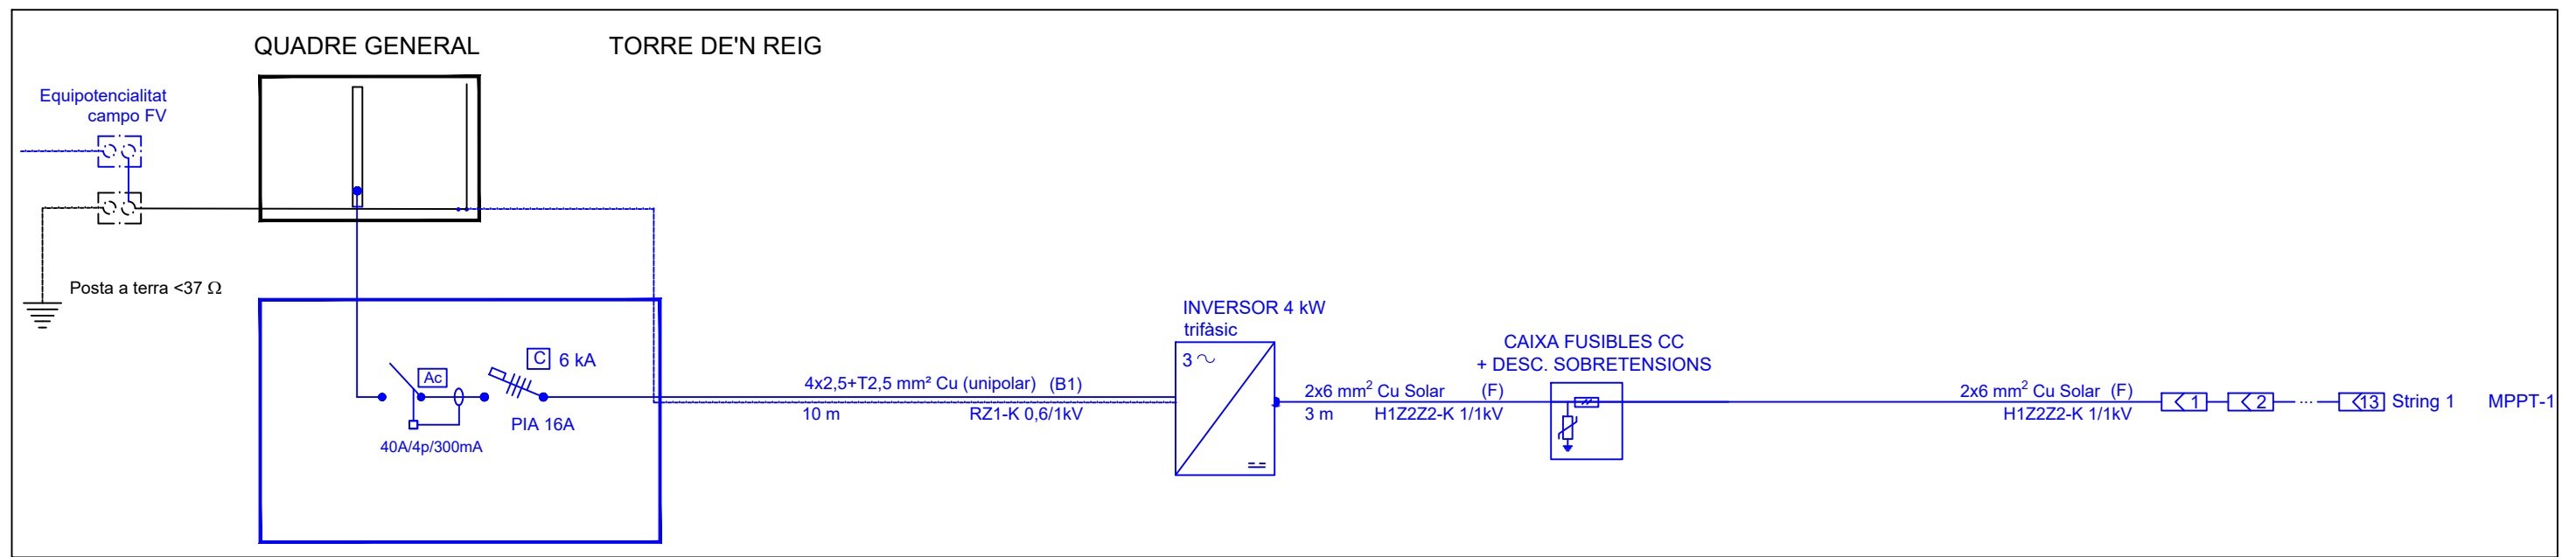 QUADRE GENERAL
TORRE DE'N REIG
Equipotencialitat
campo FV
Posta a terra <37 Ω
Ac
C 6 kA
PIA 16A
40A/4p/300mA
4x2,5+T2,5 mm² Cu (unipolar) (B1)
10 m RZ1-K 0,6/1kV
INVERSOR 4 kW
trifàsic
3
2x6 mm² Cu Solar (F)
3 m H1Z2Z2-K 1/1kV
CAIXA FUSIBLES CC
+ DESC. SOBRETENSIONS
2x6 mm² Cu Solar (F)
H1Z2Z2-K 1/1kV
1 2 ... 13 String 1 MPPT-1